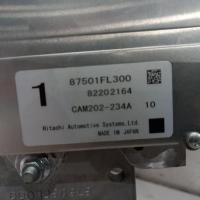 1
87501FL300
82202164
CAM202-234A 10
Hitachi Automotive Systems,Ltd.
MADE IN JAPAN